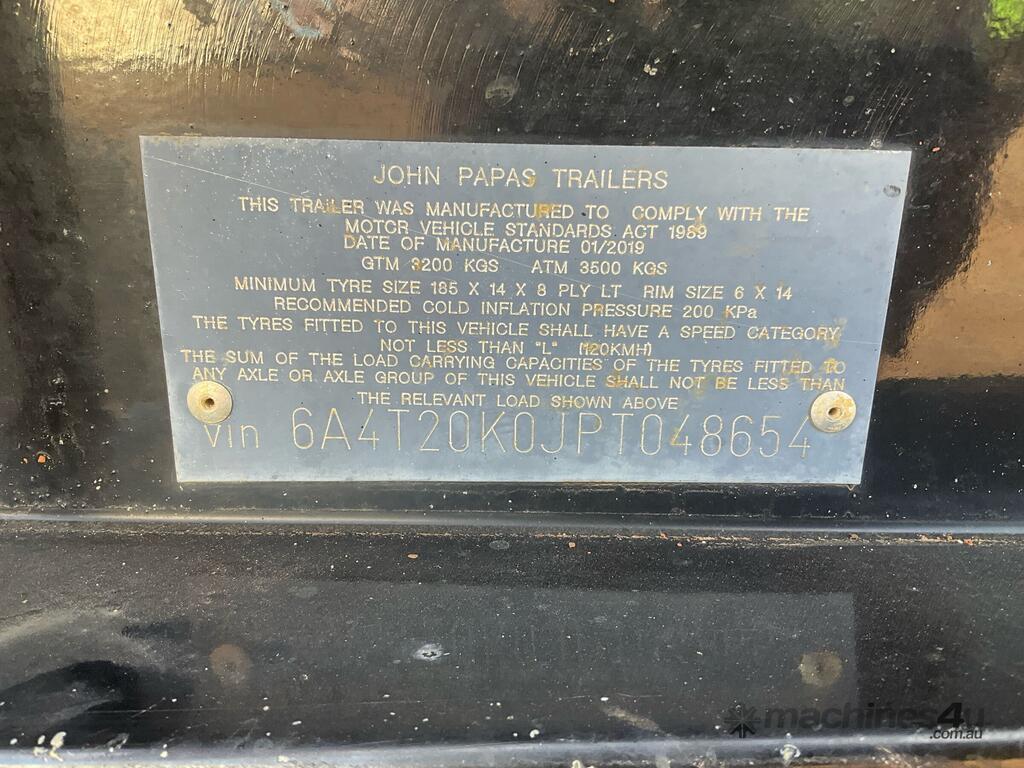 JOHN PAPAS TRAILERS
THIS TRAILER WAS MANUFACTURED TO COMPLY WITH THE
MOTOR VEHICLE STANDARDS ACT 1989
DATE OF MANUFACTURE 01/2019
GTM 3200 KGS ATM 3500 KGS
MINIMUM TYRE SIZE 185 X 14 X 8 PLY LT RIM SIZE 6 X 14
RECOMMENDED COLD INFLATION PRESSURE 200 KPa
THE TYRES FITTED TO THIS VEHICLE SHALL HAVE A SPEED CATEGORY
NOT LESS THAN "L" (120KMH)
THE SUM OF THE LOAD CARRYING CAPACITIES OF THE TYRES FITTED TO
ANY AXLE OR AXLE GROUP OF THIS VEHICLE SHALL NOT BE LESS THAN
THE RELEVANT LOAD SHOWN ABOVE
Vin 6A4T20K0JPT048654
machines4u
.com.au